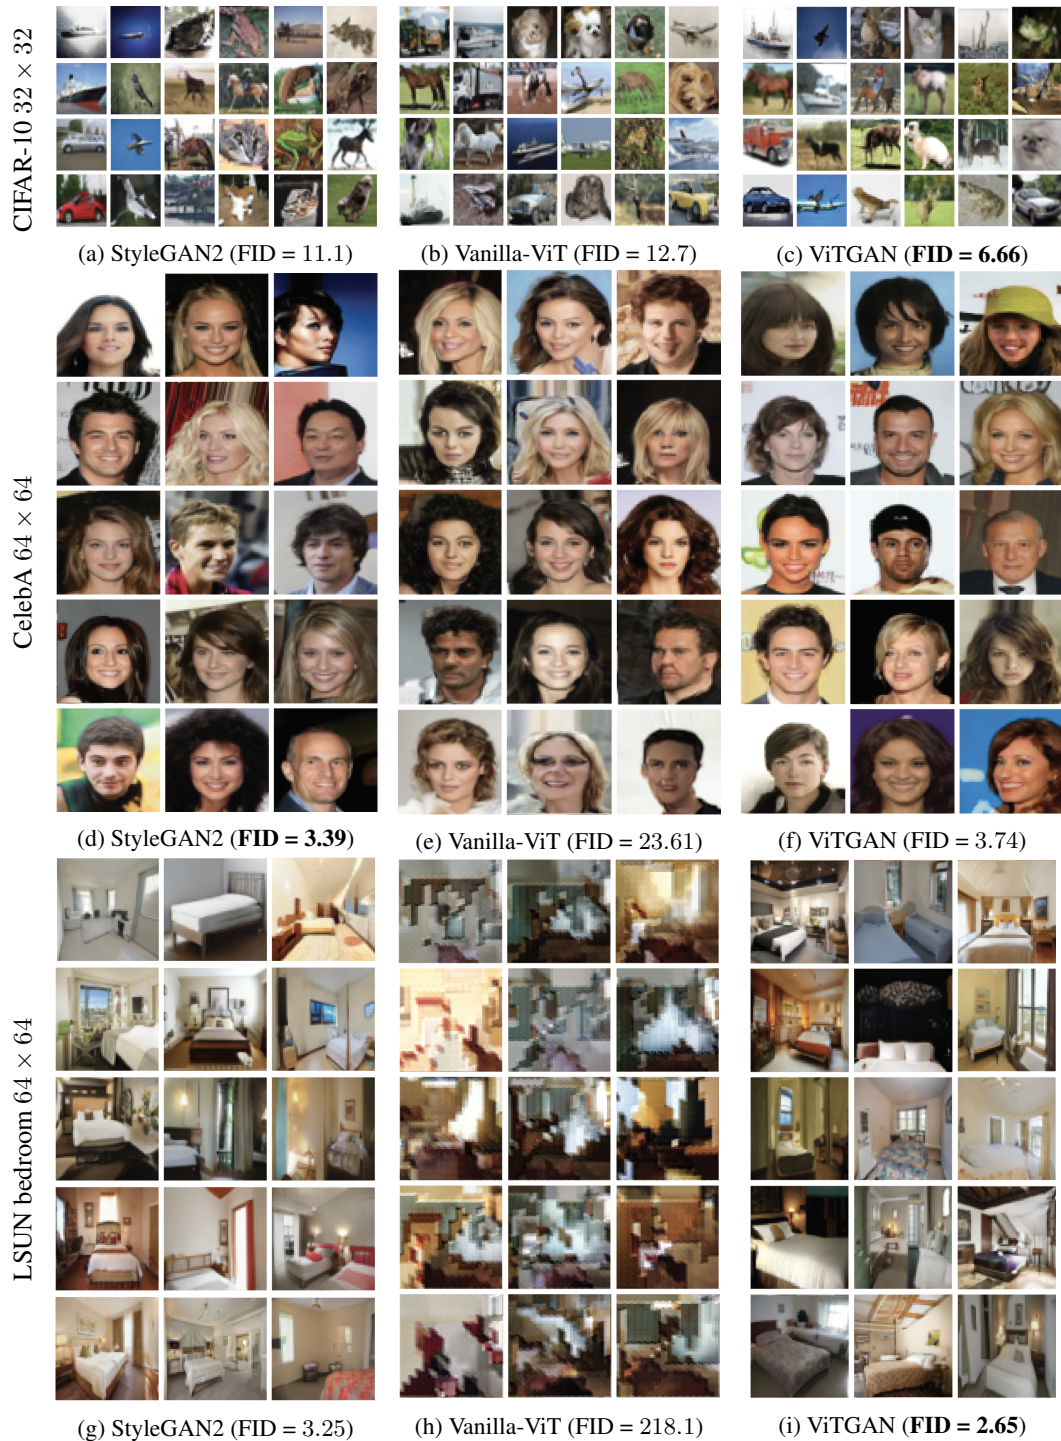 CIFAR-10 32 × 32
(a) StyleGAN2 (FID = 11.1)
(b) Vanilla-ViT (FID = 12.7)
(c) ViTGAN (FID = 6.66)
CelebA 64 × 64
(d) StyleGAN2 (FID = 3.39)
(e) Vanilla-ViT (FID = 23.61)
(f) ViTGAN (FID = 3.74)
LSUN bedroom 64 × 64
(g) StyleGAN2 (FID = 3.25)
(h) Vanilla-ViT (FID = 218.1)
(i) ViTGAN (FID = 2.65)